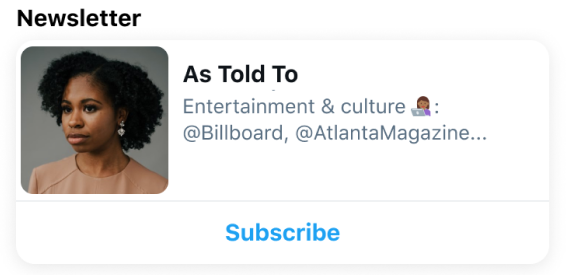 Newsletter
As Told To
Entertainment & culture 👩🏾‍💻:
@Billboard, @AtlantaMagazine...
Subscribe